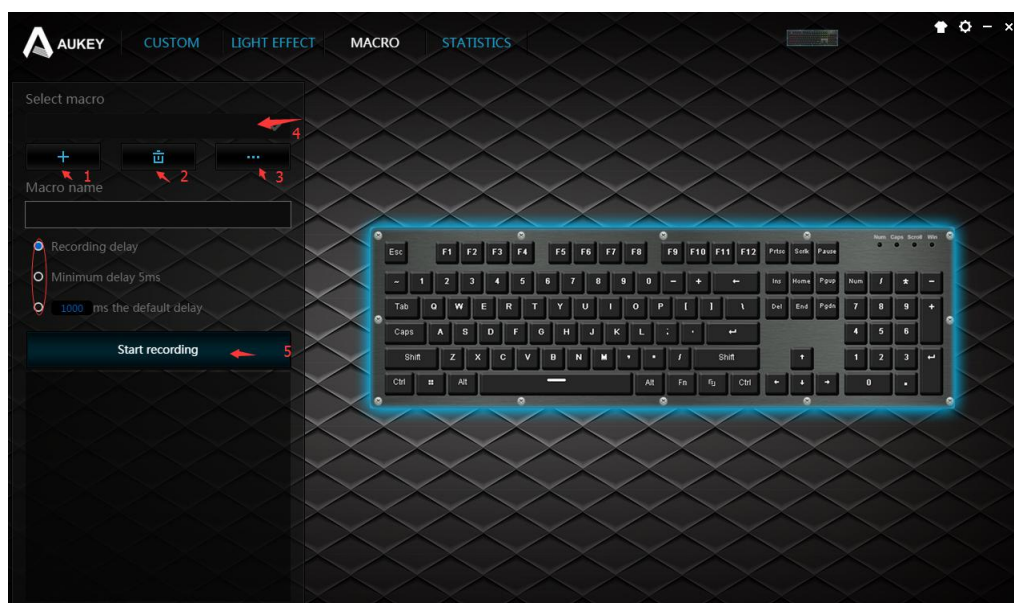 AUKEY CUSTOM LIGHT EFFECT MACRO STATISTICS
Select macro
4
1 2 3
Macro name
Recording delay
Minimum delay 5ms
1000 ms the default delay
Start recording 5
Num Caps Scroll Win
Esc F1 F2 F3 F4 F5 F6 F7 F8 F9 F10 F11 F12 Prtsc Scrlk Pause
~ 1 2 3 4 5 6 7 8 9 0 - + ← Ins Home Pgup Num / * -
Tab Q W E R T Y U I O P [ ] \ Del End Pgdn 7 8 9 +
Caps A S D F G H J K L ; ' ↵ 4 5 6
Shift Z X C V B N M / Shift ↑ 1 2 3 ↵
Ctrl Alt Alt Fn Ctrl ← ↓ → 0 .